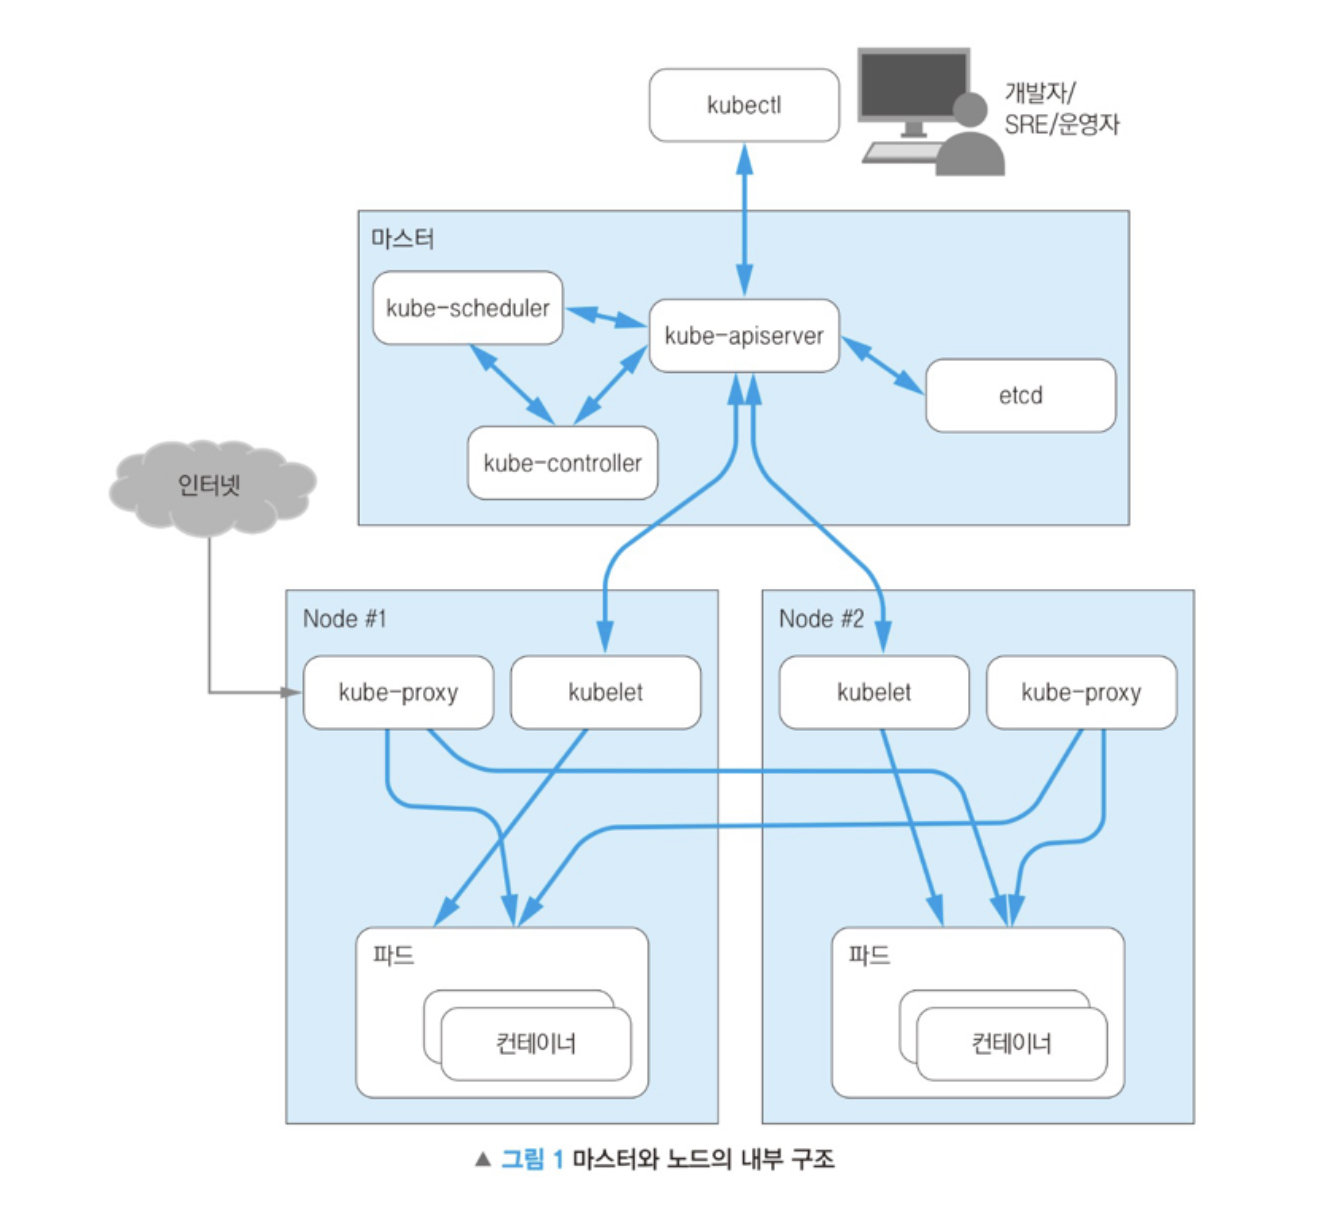 kubectl
개발자/
SRE/운영자
마스터
kube-scheduler
kube-apiserver
etcd
kube-controller
인터넷
Node #1
kube-proxy
kubelet
Node #2
kubelet
kube-proxy
파드
컨테이너
파드
컨테이너
▲ 그림 1 마스터와 노드의 내부 구조